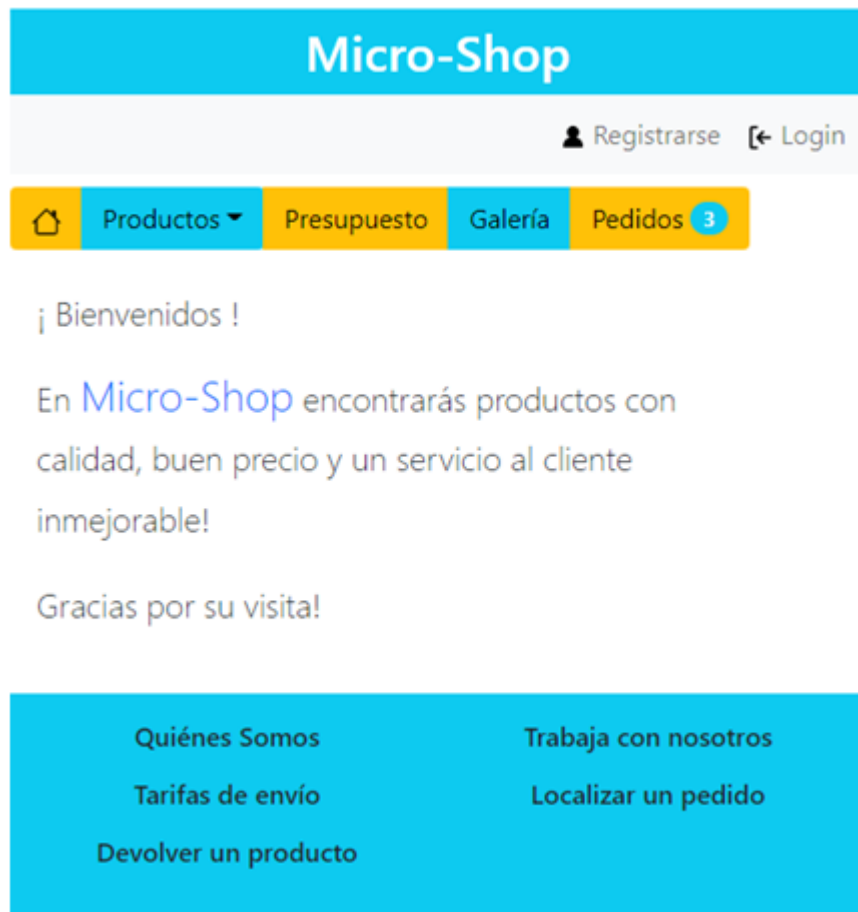 Micro-Shop
Registrarse Login
Productos Presupuesto Galería Pedidos 3
¡ Bienvenidos !
En Micro-Shop encontrarás productos con
calidad, buen precio y un servicio al cliente
inmejorable!
Gracias por su visita!
Quiénes Somos Trabaja con nosotros
Tarifas de envío Localizar un pedido
Devolver un producto